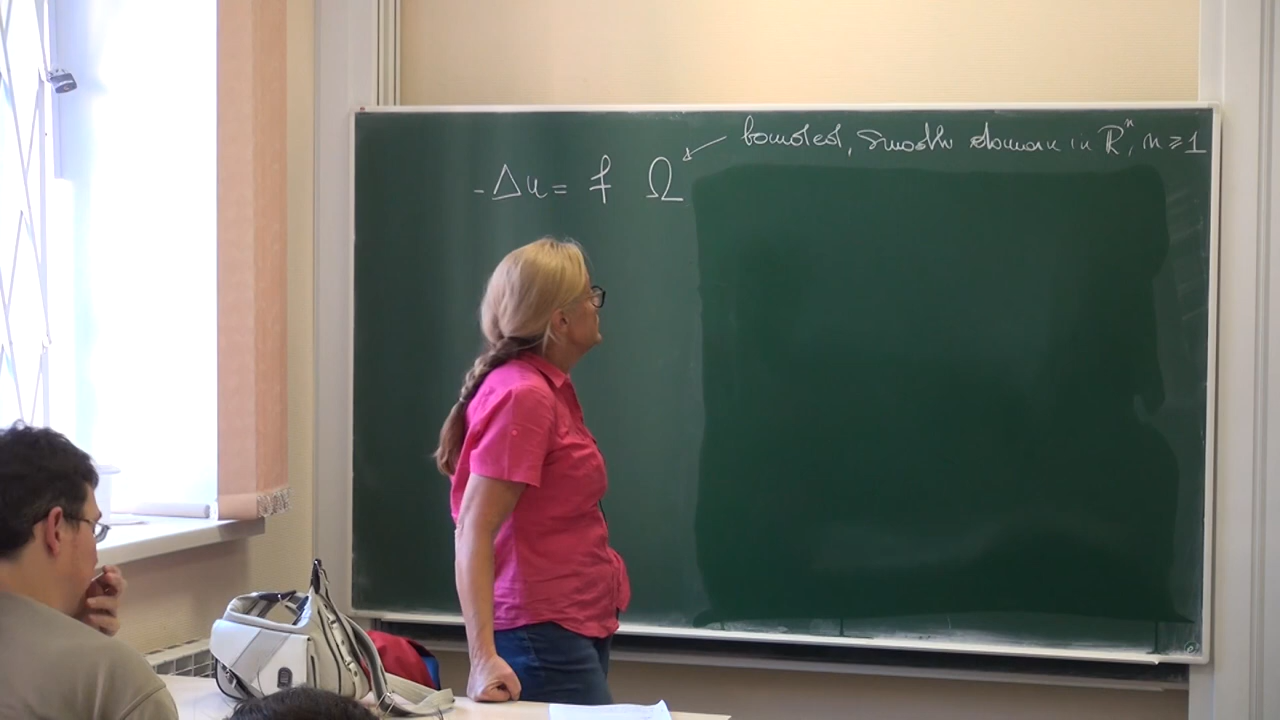 bounded, smooth domain in ℝⁿ, n ≥ 1
-Δu = f Ω